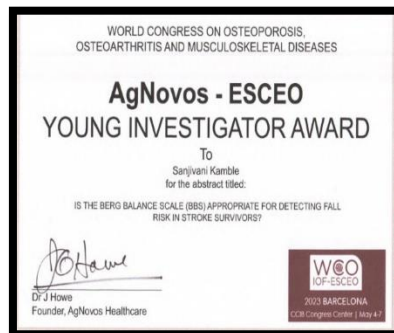 WORLD CONGRESS ON OSTEOPOROSIS,
OSTEOARTHRITIS AND MUSCULOSKELETAL DISEASES
AgNovos - ESCEO
YOUNG INVESTIGATOR AWARD
To
Sanjivani Kamble
for the abstract titled:
IS THE BERG BALANCE SCALE (BBS) APPROPRIATE FOR DETECTING FALL
RISK IN STROKE SURVIVORS?
JBHowe
Dr J Howe
Founder, AgNovos Healthcare
WCO
IOF-ESCEO
2023 BARCELONA
CCIB Congress Center | May 4-7